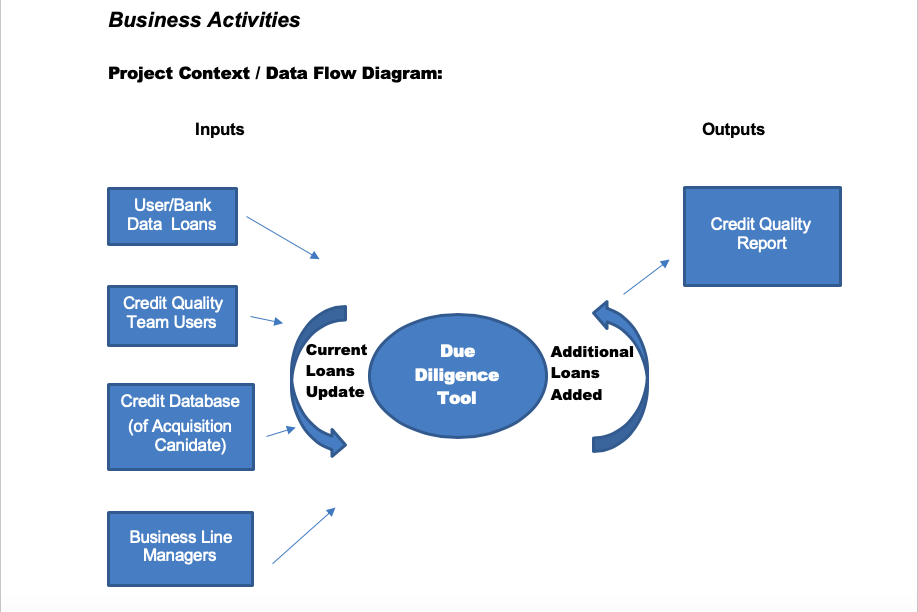 Business Activities
Project Context / Data Flow Diagram:
Inputs
Outputs
User/Bank
Data Loans
Credit Quality
Report
Credit Quality
Team Users
Current
Loans
Update
Due
Diligence
Tool
Additional
Loans
Added
Credit Database
(of Acquisition
Canidate)
Business Line
Managers